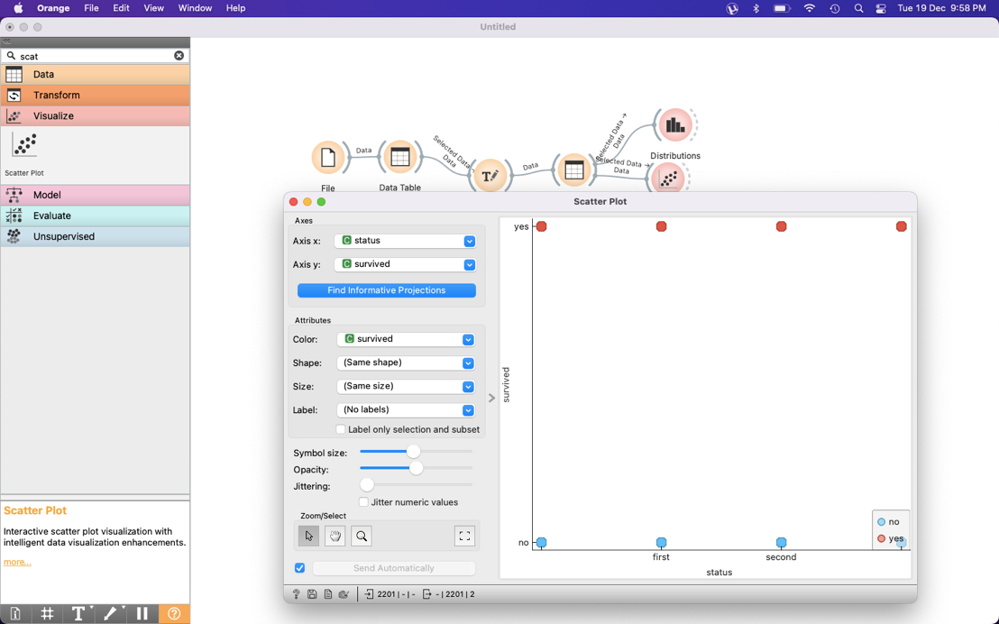 Orange File Edit View Window Help Tue 19 Dec 9:58 PM
Untitled
scat
Data
Transform
Visualize
Scatter Plot
Model
Evaluate
Unsupervised
Scatter Plot
Interactive scatter plot visualization with
intelligent data visualization enhancements.
more...
File
Data
Data Table
Selected Data →
Data
Data
Selected Data →
Data
Distributions
Selected Data →
Data
Scatter Plot
Axes
Axis x: C status
Axis y: C survived
Find Informative Projections
Attributes
Color: C survived
Shape: (Same shape)
Size: (Same size)
Label: (No labels)
Label only selection and subset
Symbol size:
Opacity:
Jittering:
Jitter numeric values
Zoom/Select
Send Automatically
2201 | - | - - | 2201 | 2
yes
survived
no
first second
status
no
yes